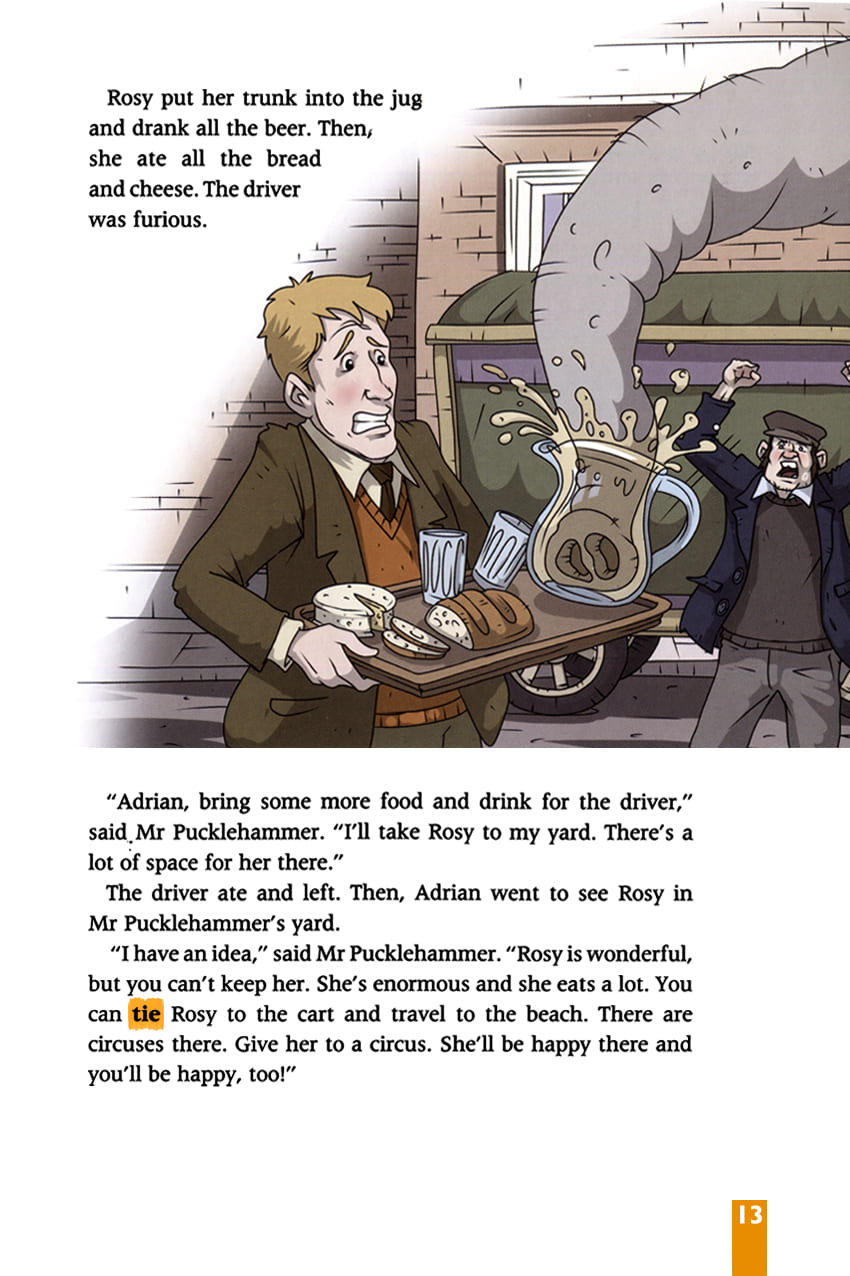 Rosy put her trunk into the jug
and drank all the beer. Then,
she ate all the bread
and cheese. The driver
was furious.
“Adrian, bring some more food and drink for the driver,”
said Mr Pucklehammer. “I’ll take Rosy to my yard. There’s a
lot of space for her there.”
The driver ate and left. Then, Adrian went to see Rosy in
Mr Pucklehammer’s yard.
“I have an idea,” said Mr Pucklehammer. “Rosy is wonderful,
but you can’t keep her. She’s enormous and she eats a lot. You
can tie Rosy to the cart and travel to the beach. There are
circuses there. Give her to a circus. She’ll be happy there and
you’ll be happy, too!”
13